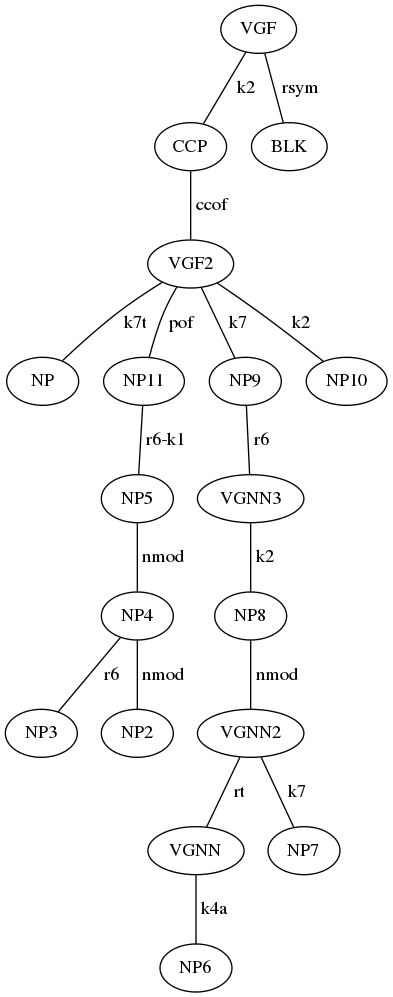 VGF
k2 rsym
CCP BLK
ccof
VGF2
k7t pof k7 k2
NP NP11 NP9 NP10
r6-k1 r6
NP5 VGNN3
nmod k2
NP4 NP8
r6 nmod nmod
NP3 NP2 VGNN2
rt k7
VGNN NP7
k4a
NP6